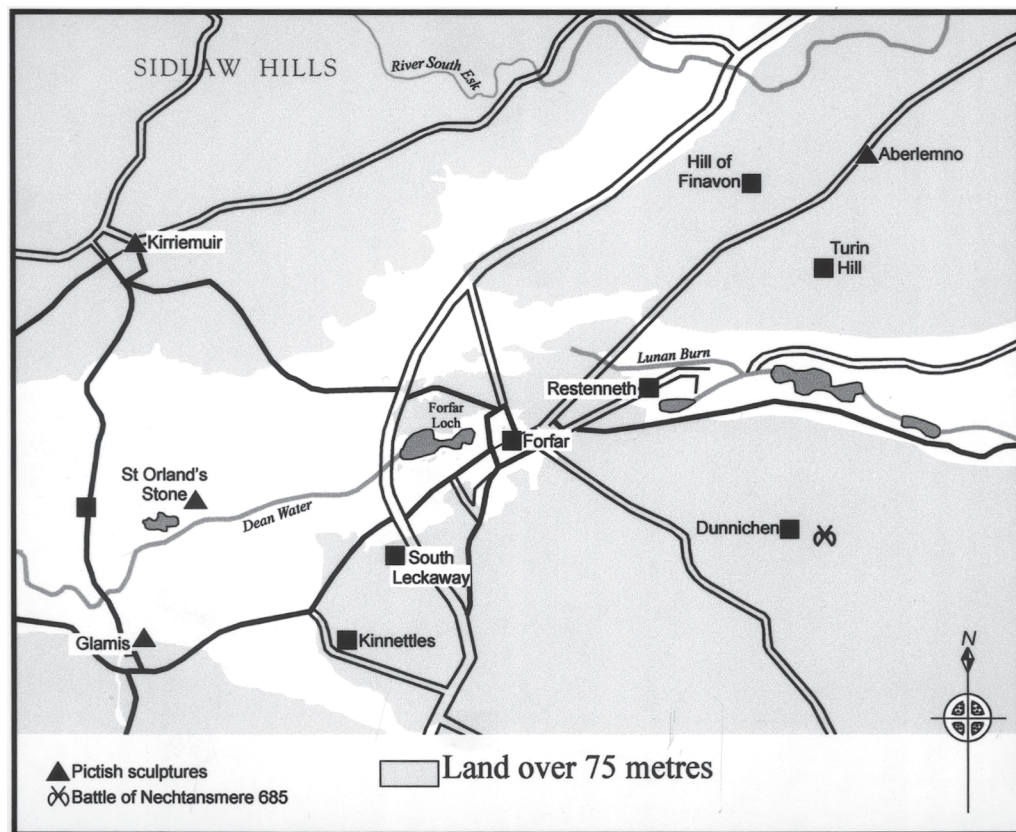 SIDLAW HILLS
River South Esk
Hill of
Finavon
Aberlemno
Kirriemuir
Turin
Hill
Lunan Burn
Restenneth
Forfar
Loch
Forfar
St Orland's
Stone
Dean Water
Dunnichen
South
Leckaway
Glamis
Kinnettles
N
Pictish sculptures
Battle of Nechtansmere 685
Land over 75 metres